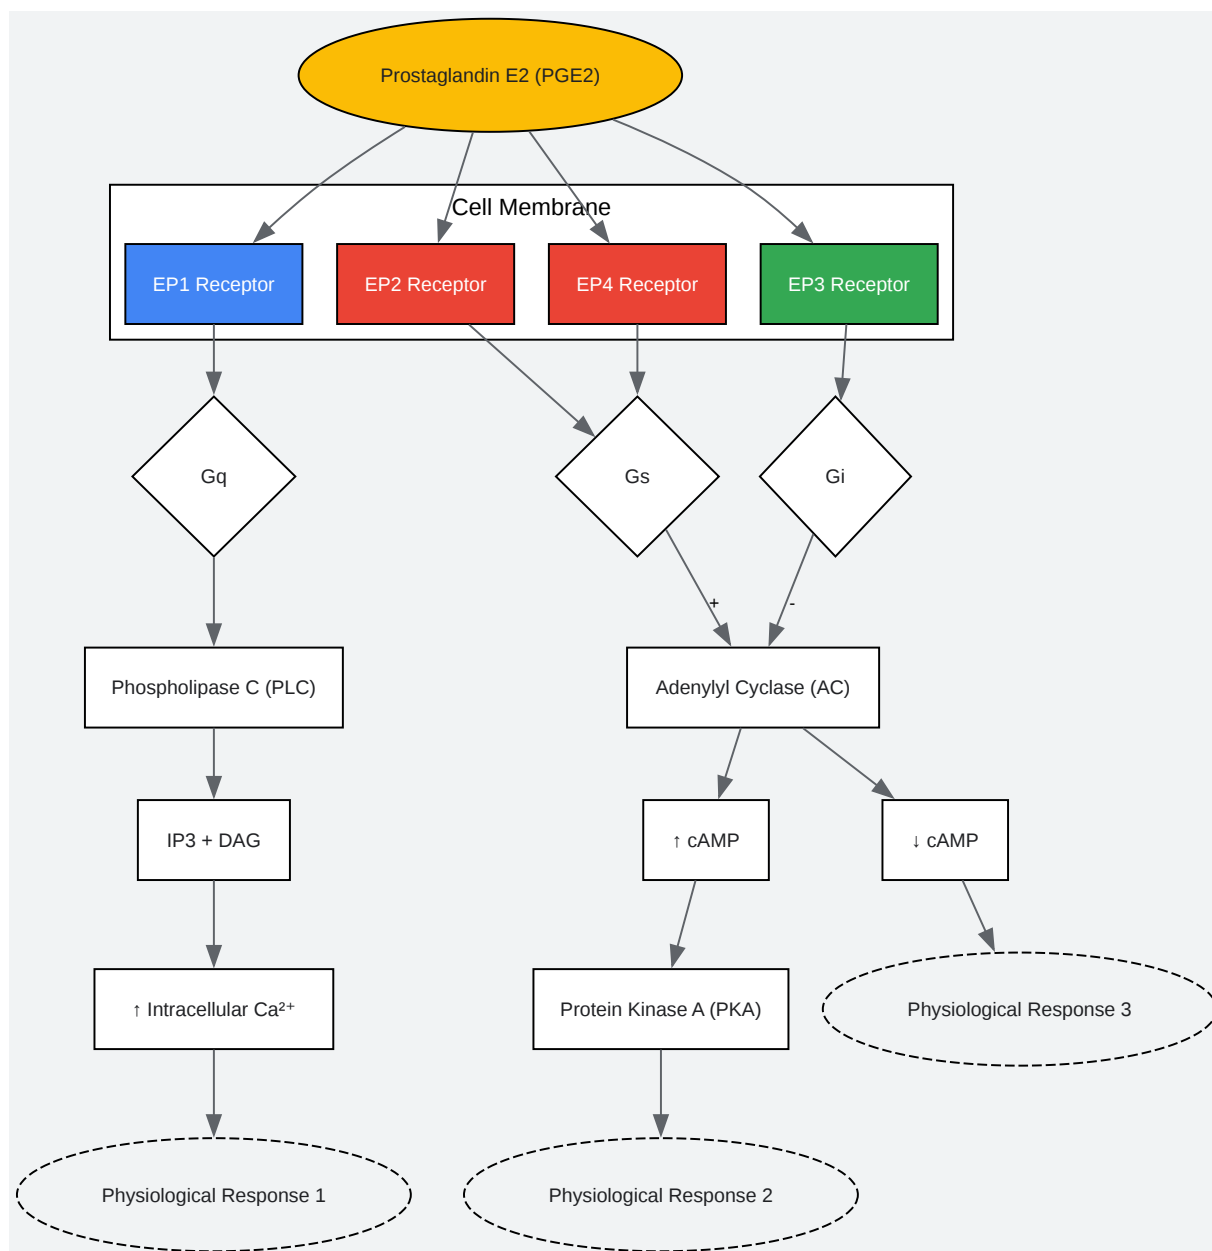 Prostaglandin E2 (PGE2)
Cell Membrane
EP1 Receptor
EP2 Receptor
EP4 Receptor
EP3 Receptor
Gq
Gs
Gi
+
-
Phospholipase C (PLC)
Adenylyl Cyclase (AC)
IP3 + DAG
↑ cAMP
↓ cAMP
↑ Intracellular Ca²⁺
Protein Kinase A (PKA)
Physiological Response 3
Physiological Response 1
Physiological Response 2